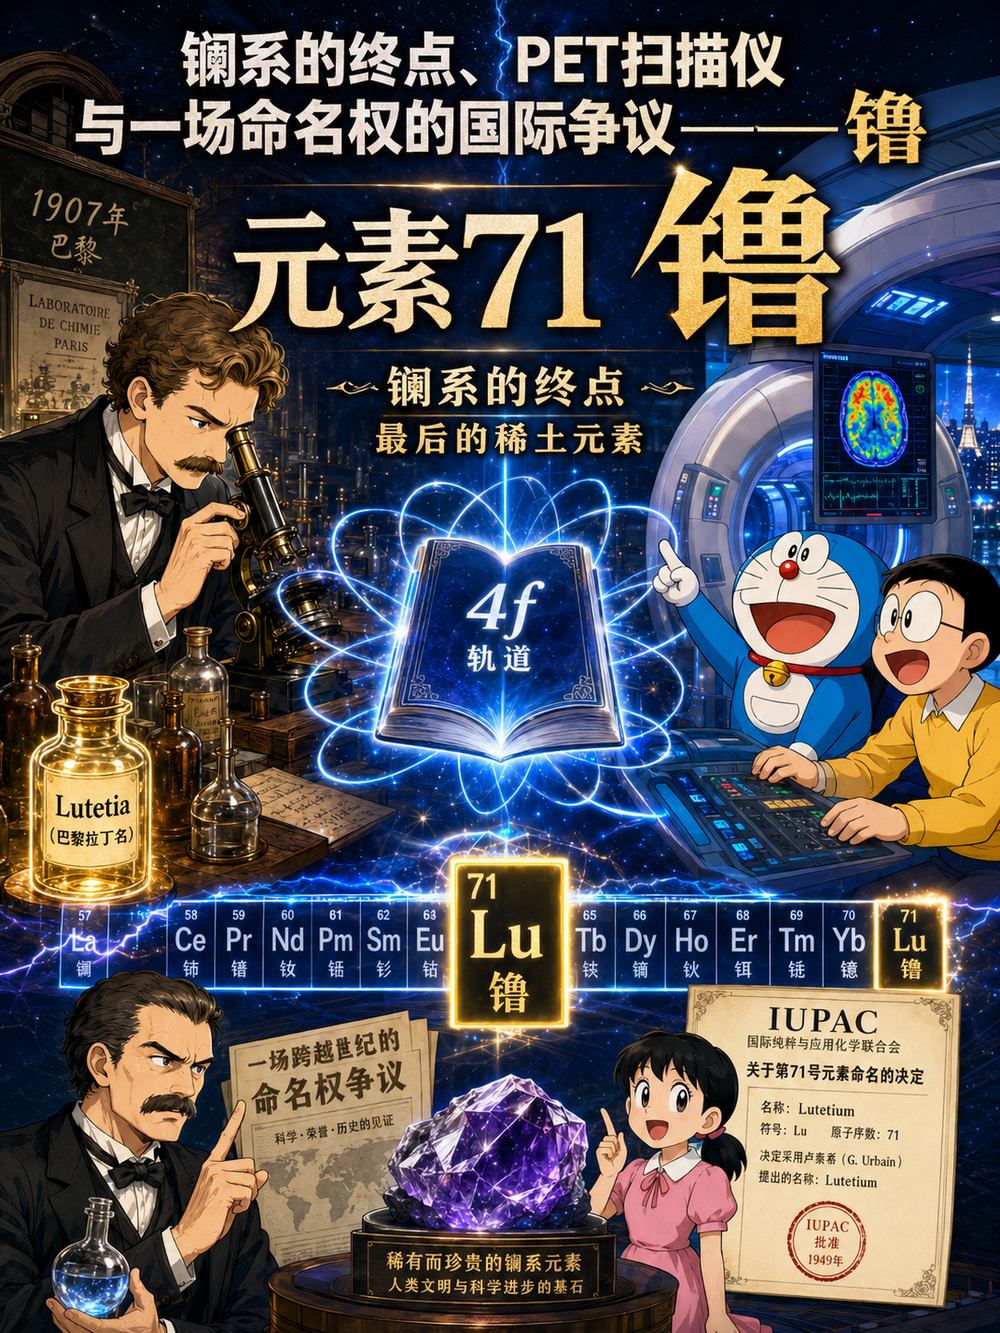 镧系的终点、PET扫描仪
与一场命名权的国际争议——镥
元素71 镥
镧系的终点
最后的稀土元素
1907年
巴黎
LABORATOIRE
DE CHIMIE
PARIS
4f
轨道
Lutetia
(巴黎拉丁名)
57 58 59 60 61 62 63 71 65 66 67 68 69 70 71
La Ce Pr Nd Pm Sm Eu Lu Tb Dy Ho Er Tm Yb Lu
镧 铈 钕 钐 镥 镝 钬 铒 镱 镥
一场跨越世纪的
命名权争议
科学·荣誉·历史的见证
稀有而珍贵的镧系元素
人类文明与科学进步的基石
IUPAC
国际纯粹与应用化学联合会
关于第71号元素命名的决定
名称：Lutetium
符号：Lu 原子序数：71
决定采用卢泰希（G. Urbain）
提出的名称：Lutetium
IUPAC
批准
1949年